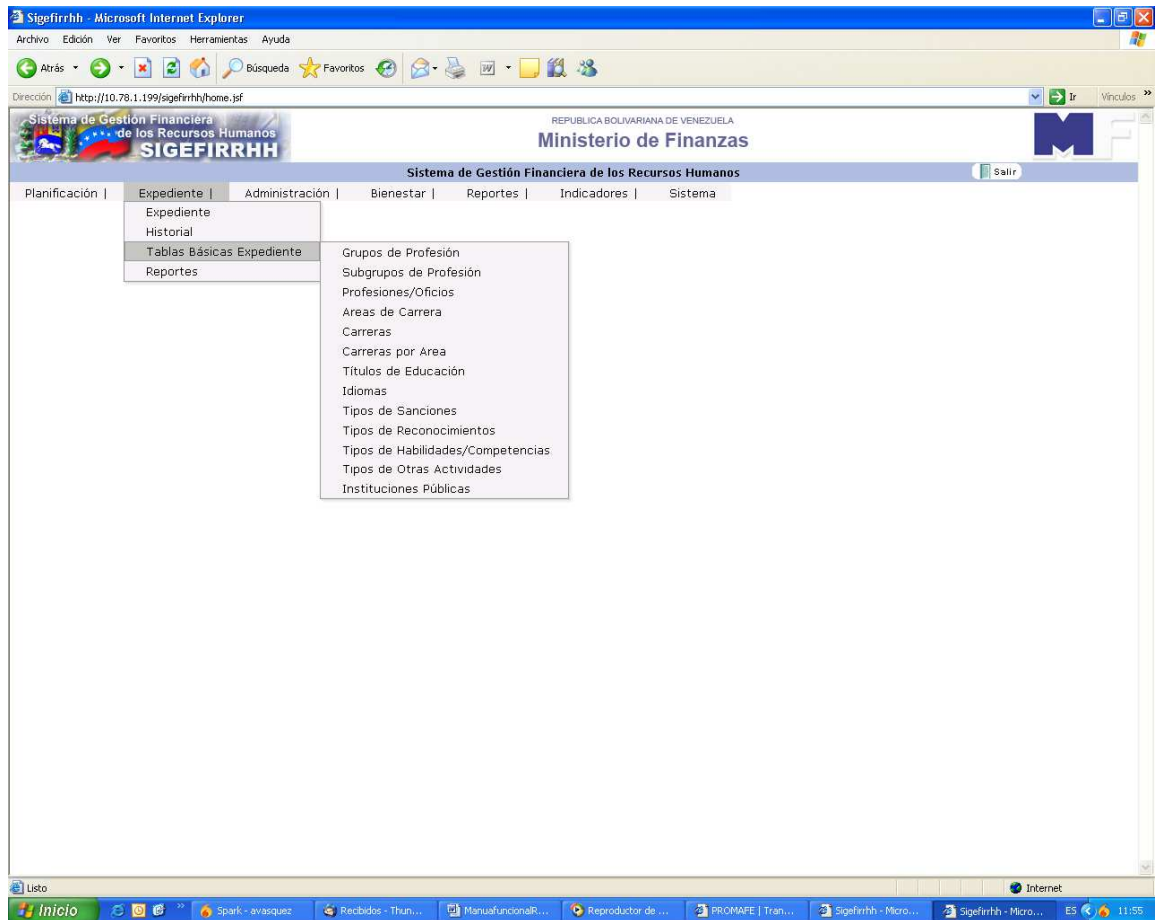 Sigefirrhh - Microsoft Internet Explorer
Archivo Edición Ver Favoritos Herramientas Ayuda
Atrás Búsqueda Favoritos
Dirección http://10.78.1.199/sigefirrhh/home.jsf Ir Vínculos »
Sistema de Gestión Financiera
de los Recursos Humanos
SIGEFIRRHH
REPUBLICA BOLIVARIANA DE VENEZUELA
Ministerio de Finanzas
MF
Sistema de Gestión Financiera de los Recursos Humanos Salir
Planificación | Expediente | Administración | Bienestar | Reportes | Indicadores | Sistema
Expediente
Historial
Tablas Básicas Expediente
Reportes
Grupos de Profesión
Subgrupos de Profesión
Profesiones/Oficios
Areas de Carrera
Carreras
Carreras por Area
Títulos de Educación
Idiomas
Tipos de Sanciones
Tipos de Reconocimientos
Tipos de Habilidades/Competencias
Tipos de Otras Actividades
Instituciones Públicas
Listo Internet
Inicio » Spark - avasquez Recibidos - Thun... ManuafuncionalR... Reproductor de ... PROMAFE | Tran... Sigefirrhh - Micro... Sigefirrhh - Micro... ES 11:55